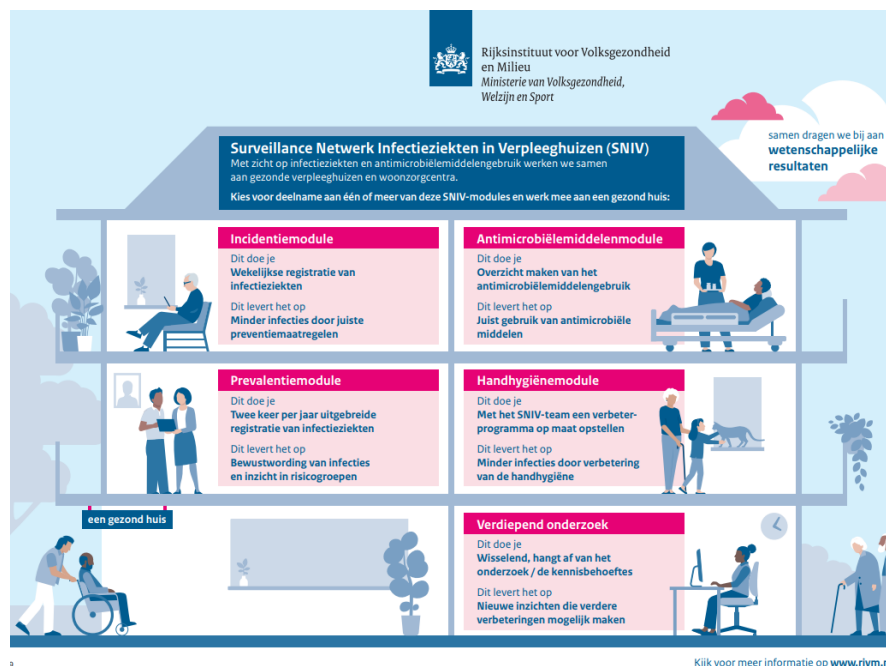 Rijksinstituut voor Volksgezondheid
en Milieu
Ministerie van Volksgezondheid,
Welzijn en Sport
samen dragen we bij aan
wetenschappelijke
resultaten
Surveillance Netwerk Infectieziekten in Verpleeghuizen (SNIV)
Met zicht op infectieziekten en antimicrobiëlemiddelengebruik werken we samen
aan gezonde verpleeghuizen en woonzorgcentra.
Kies voor deelname aan één of meer van deze SNIV-modules en werk mee aan een gezond huis:
Incidentiemodule
Dit doe je
Wekelijkse registratie van
infectieziekten
Dit levert het op
Minder infecties door juiste
preventiemaatregelen
Antimicrobiëlemiddelenmodule
Dit doe je
Overzicht maken van het
antimicrobiëlemiddelengebruik
Dit levert het op
Juist gebruik van antimicrobiële
middelen
Prevalentiemodule
Dit doe je
Twee keer per jaar uitgebreide
registratie van infectieziekten
Dit levert het op
Bewustwording van infecties
en inzicht in risicogroepen
Handhygiënemodule
Dit doe je
Met het SNIV-team een verbeter-
programma op maat opstellen
Dit levert het op
Minder infecties door verbetering
van de handhygiëne
een gezond huis
Verdiepend onderzoek
Dit doe je
Wisselend, hangt af van het
onderzoek / de kennisbehoeftes
Dit levert het op
Nieuwe inzichten die verdere
verbeteringen mogelijk maken
Kijk voor meer informatie op www.rivm.